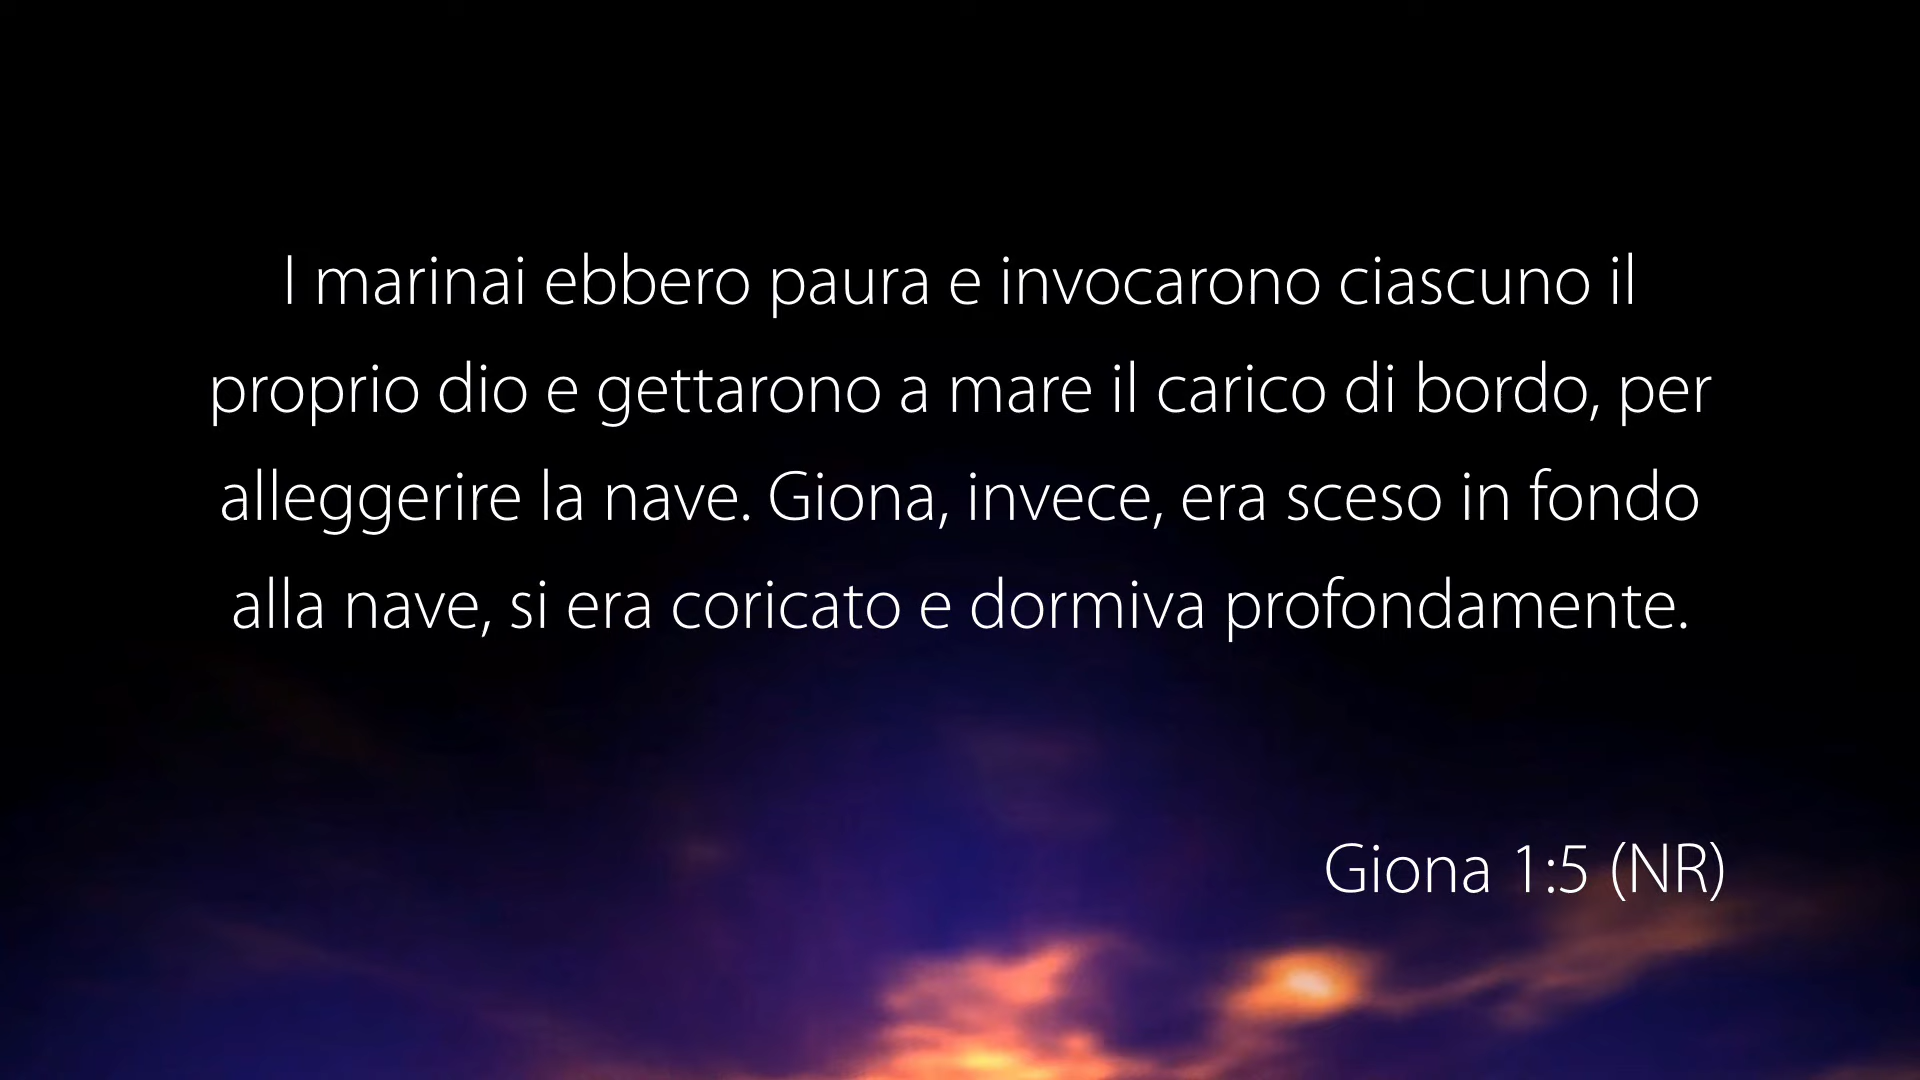 I marinai ebbero paura e invocarono ciascuno il
proprio dio e gettarono a mare il carico di bordo, per
alleggerire la nave. Giona, invece, era sceso in fondo
alla nave, si era coricato e dormiva profondamente.
Giona 1:5 (NR)